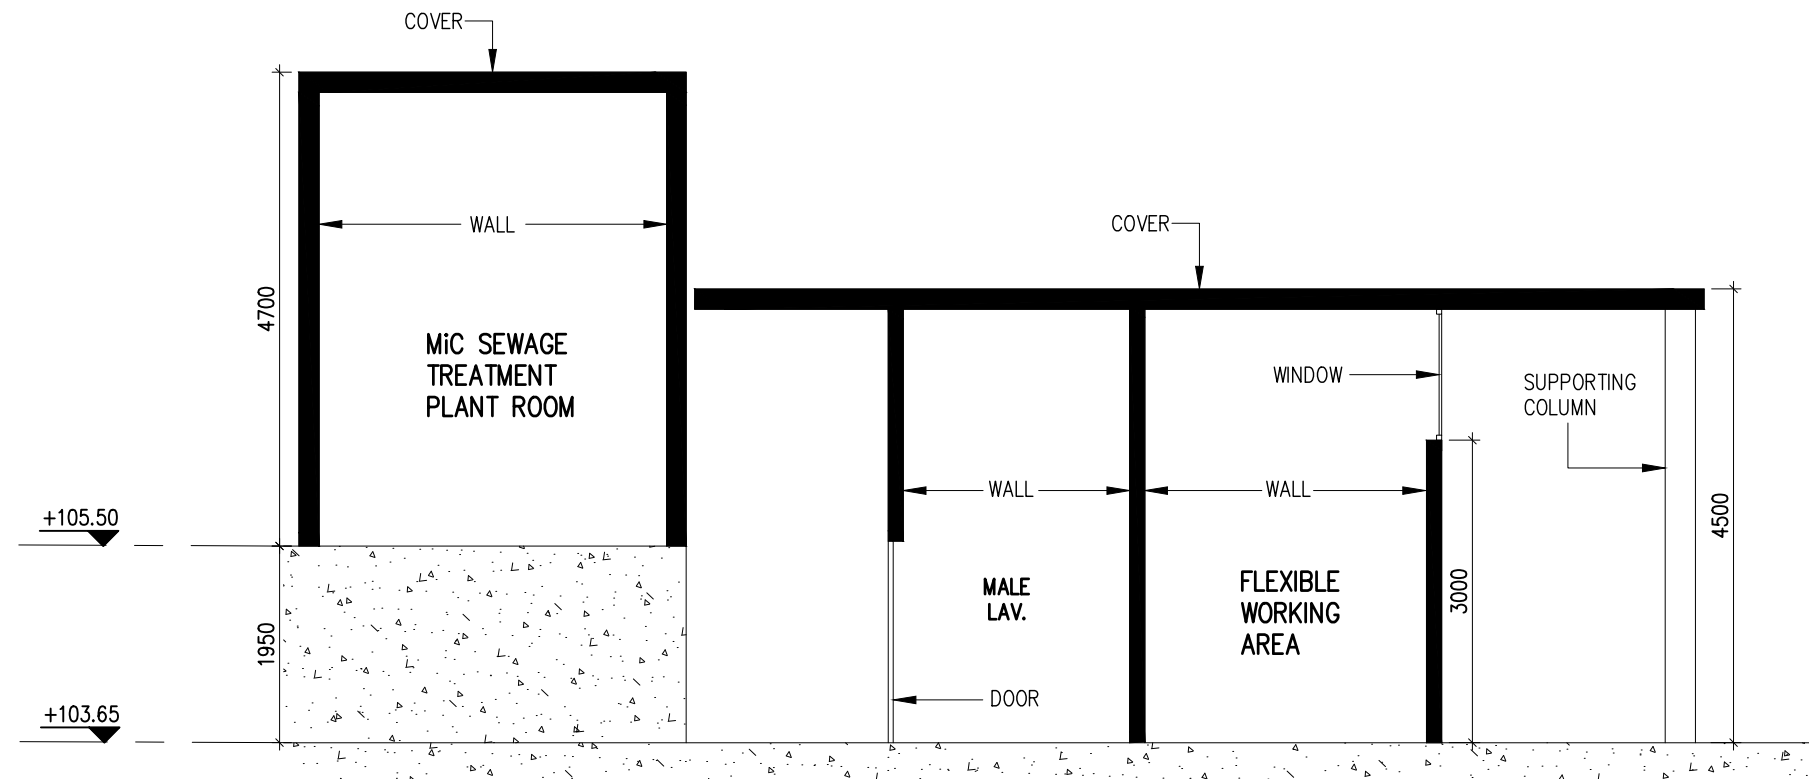 COVER
WALL
4700
MiC SEWAGE
TREATMENT
PLANT ROOM
+105.50
1950
+103.65
COVER
WINDOW
SUPPORTING
COLUMN
WALL
WALL
4500
3000
MALE
LAV.
FLEXIBLE
WORKING
AREA
DOOR